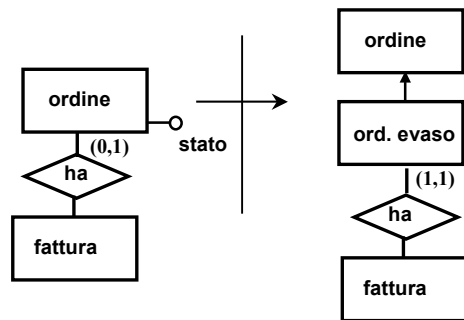 ordine
stato
(0,1)
ha
fattura
ordine
ord. evaso
(1,1)
ha
fattura